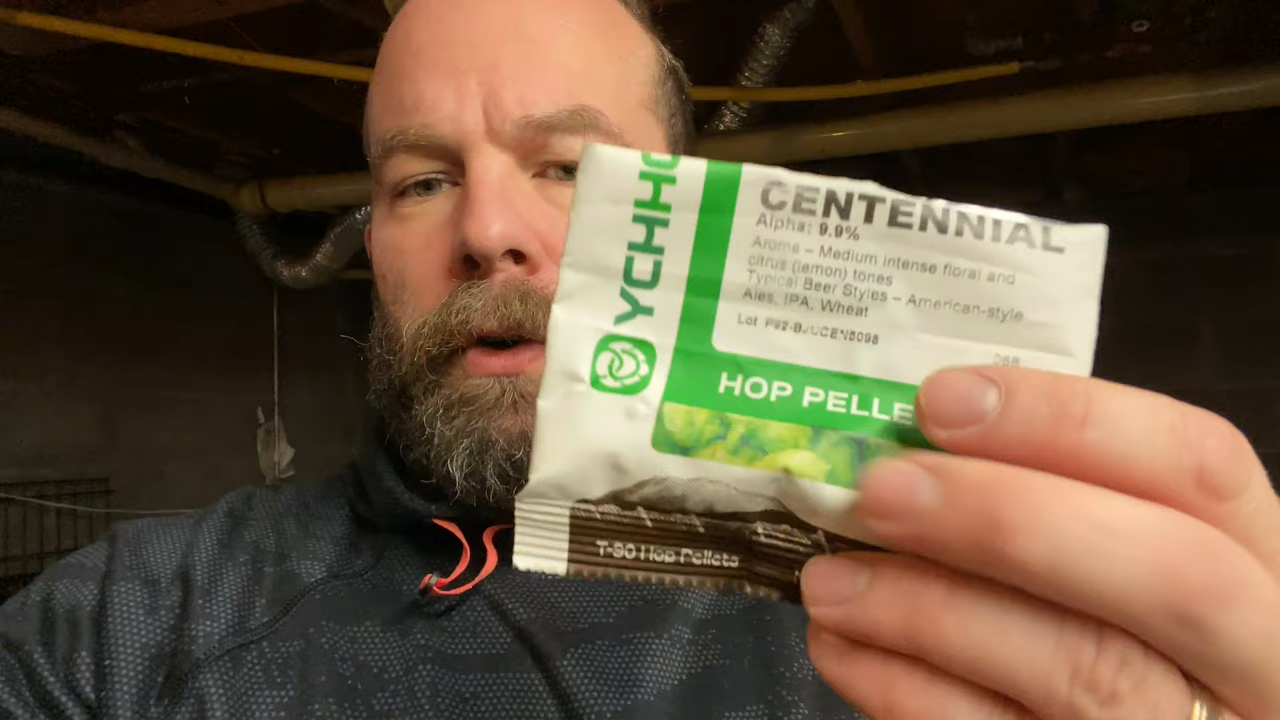 YCHHO
CENTENNIAL
Alpha: 9.9%
Aroma – Medium intense floral and
citrus (lemon) tones
Typical Beer Styles – American-style
Ales, IPA, Wheat
Lot
HOP PELLE
T-90 Hop Pellets